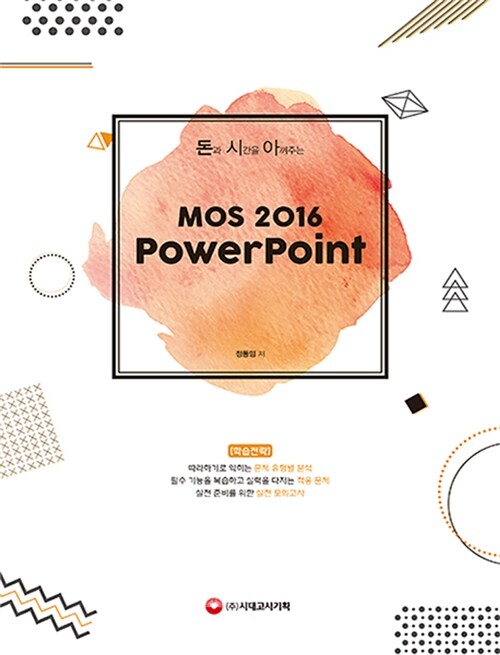 돈과 시간을 아껴주는
MOS 2016
PowerPoint
정동임 저
[학습전략]
따라하기로 익히는 문제 유형별 분석
필수 기능을 복습하고 실력을 다지는 적중 문제
실전 준비를 위한 실전 모의고사
(주)시대고시기획